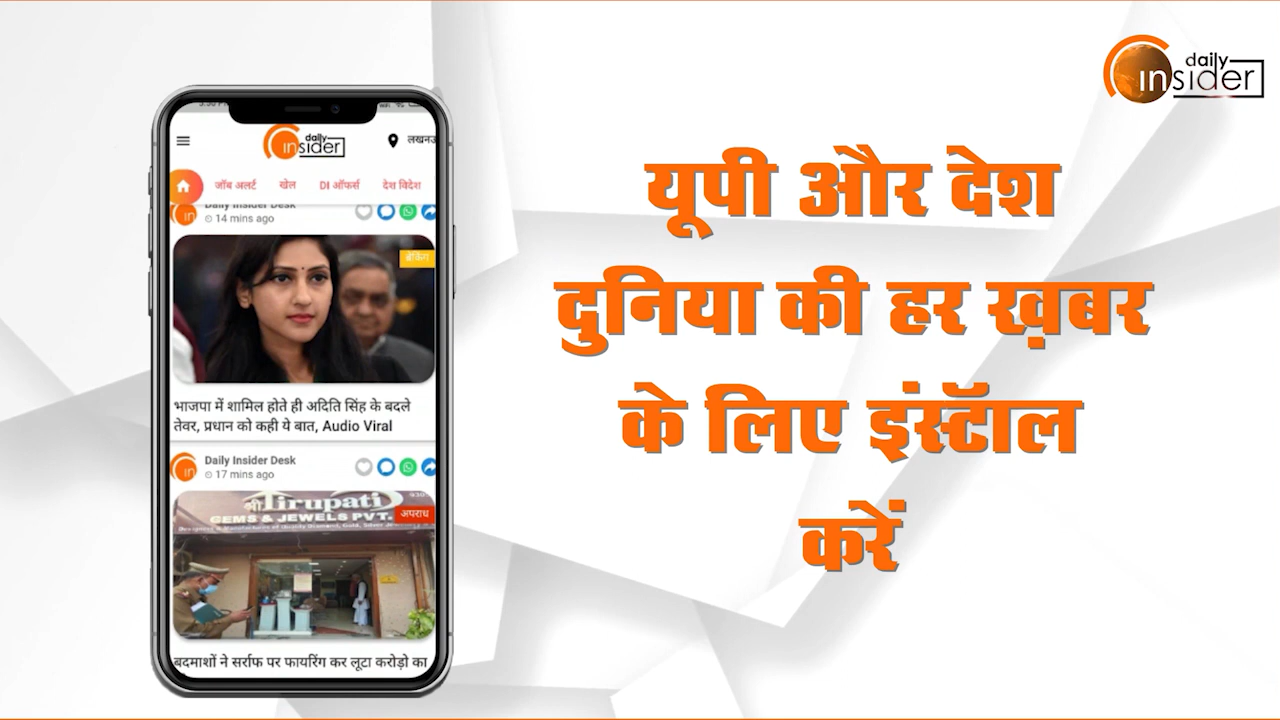 daily
insider
यूपी और देश
दुनिया की हर ख़बर
के लिए इंस्टॉल
करें
daily
insider
लखनऊ
जॉब अलर्ट खेल DI ऑफर्स देश विदेश
Daily Insider Desk
14 mins ago
ब्रेकिंग
भाजपा में शामिल होते ही अदिति सिंह के बदले
तेवर, प्रधान को कही ये बात, Audio Viral
in
Daily Insider Desk
17 mins ago
श्री Tirupati
GEMS & JEWELS PVT.
अपराध
बदमाशों ने सर्राफ पर फायरिंग कर लूटा करोड़ो का